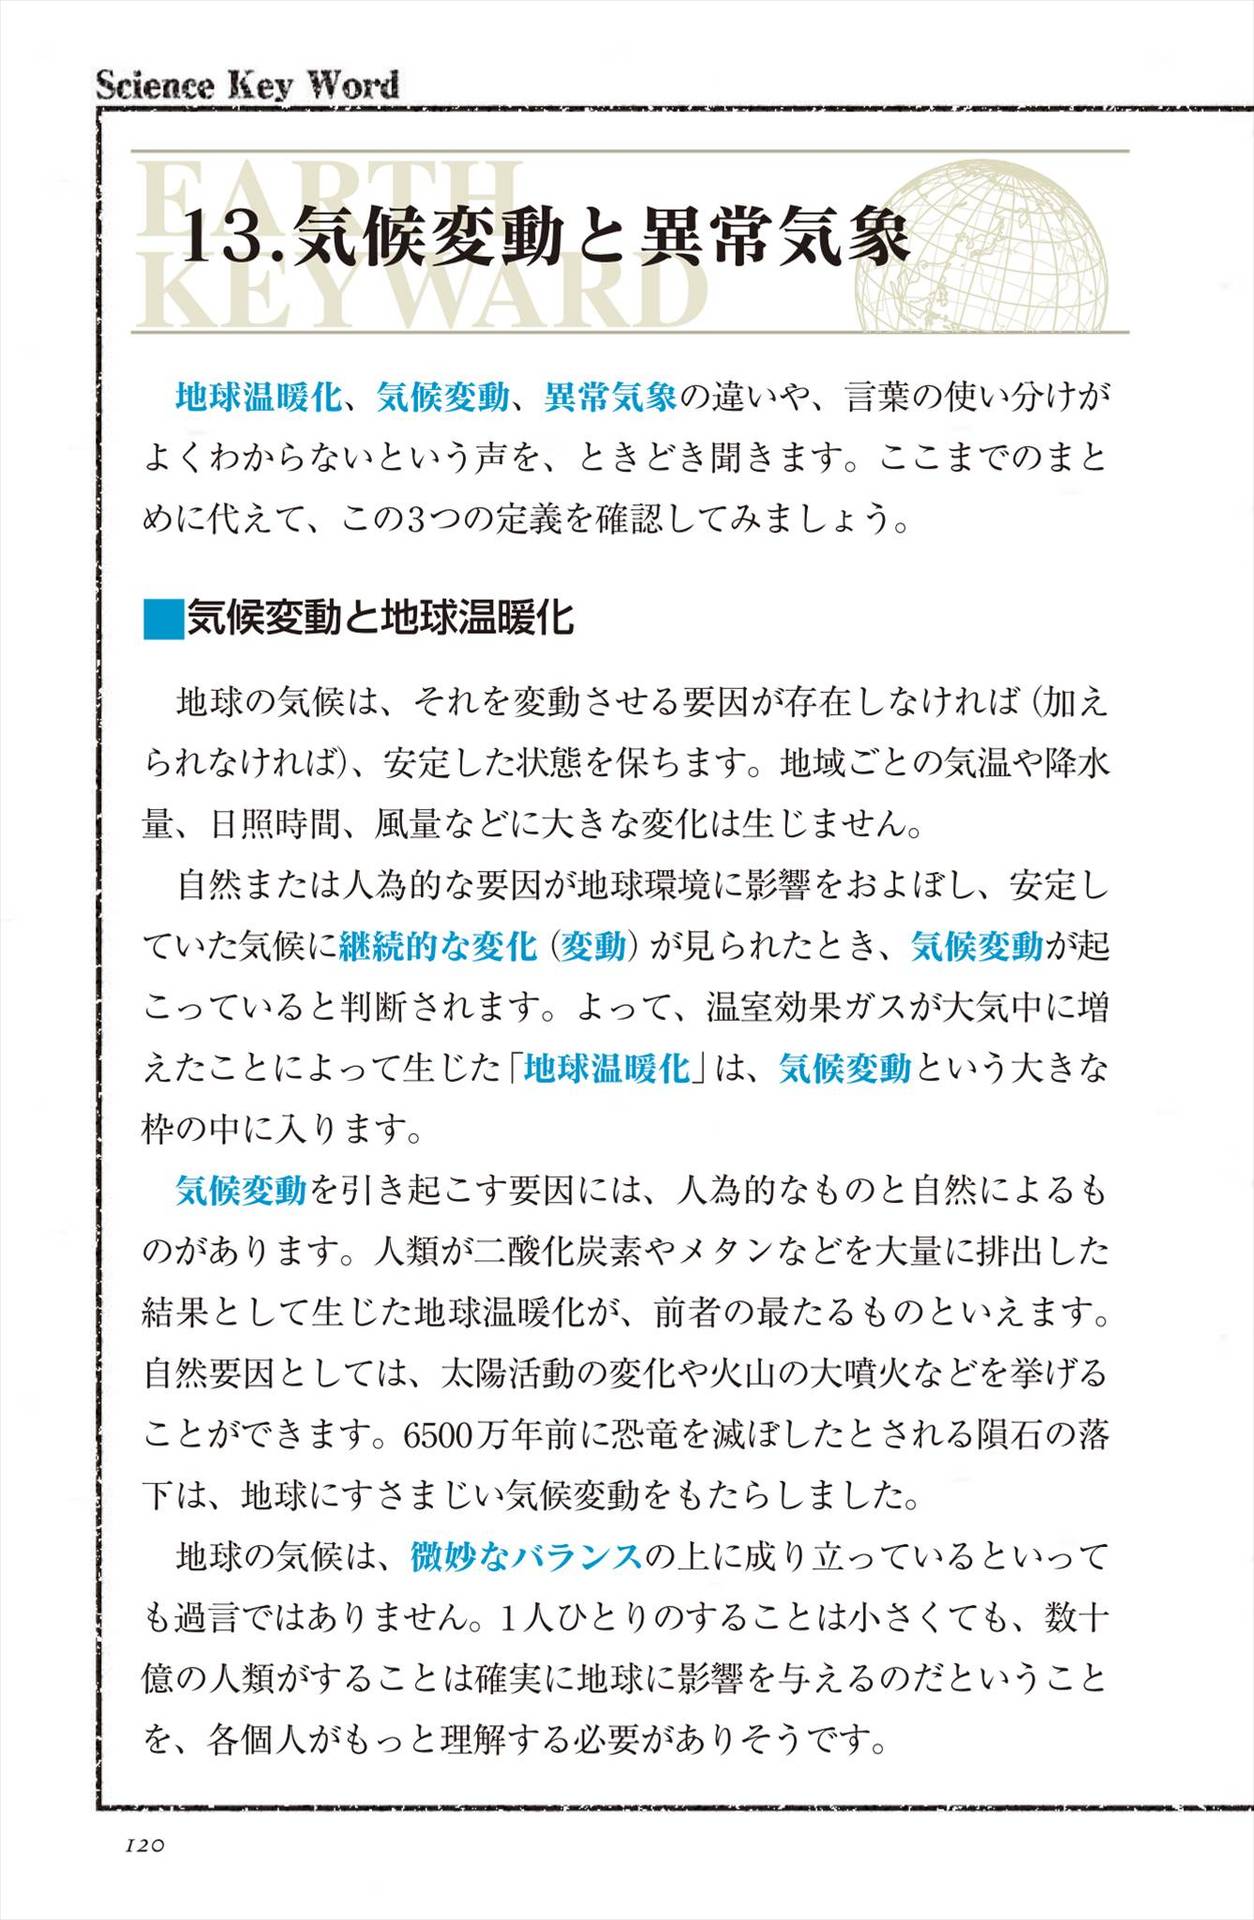 Science Key Word
EARTH
KEYWARD
13.気候変動と異常気象
地球温暖化、気候変動、異常気象の違いや、言葉の使い分けが
よくわからないという声を、ときどき聞きます。ここまでのまと
めに代えて、この3つの定義を確認してみましょう。
■気候変動と地球温暖化
地球の気候は、それを変動させる要因が存在しなければ（加え
られなければ）、安定した状態を保ちます。地域ごとの気温や降水
量、日照時間、風量などに大きな変化は生じません。
自然または人為的な要因が地球環境に影響をおよぼし、安定し
ていた気候に継続的な変化（変動）が見られたとき、気候変動が起
こっていると判断されます。よって、温室効果ガスが大気中に増
えたことによって生じた「地球温暖化」は、気候変動という大きな
枠の中に入ります。
気候変動を引き起こす要因には、人為的なものと自然によるも
のがあります。人類が二酸化炭素やメタンなどを大量に排出した
結果として生じた地球温暖化が、前者の最たるものといえます。
自然要因としては、太陽活動の変化や火山の大噴火などを挙げる
ことができます。6500万年前に恐竜を滅ぼしたとされる隕石の落
下は、地球にすさまじい気候変動をもたらしました。
地球の気候は、微妙なバランスの上に成り立っているといって
も過言ではありません。1人ひとりのすることは小さくても、数十
億の人類がすることは確実に地球に影響を与えるのだということ
を、各個人がもっと理解する必要がありそうです。
120